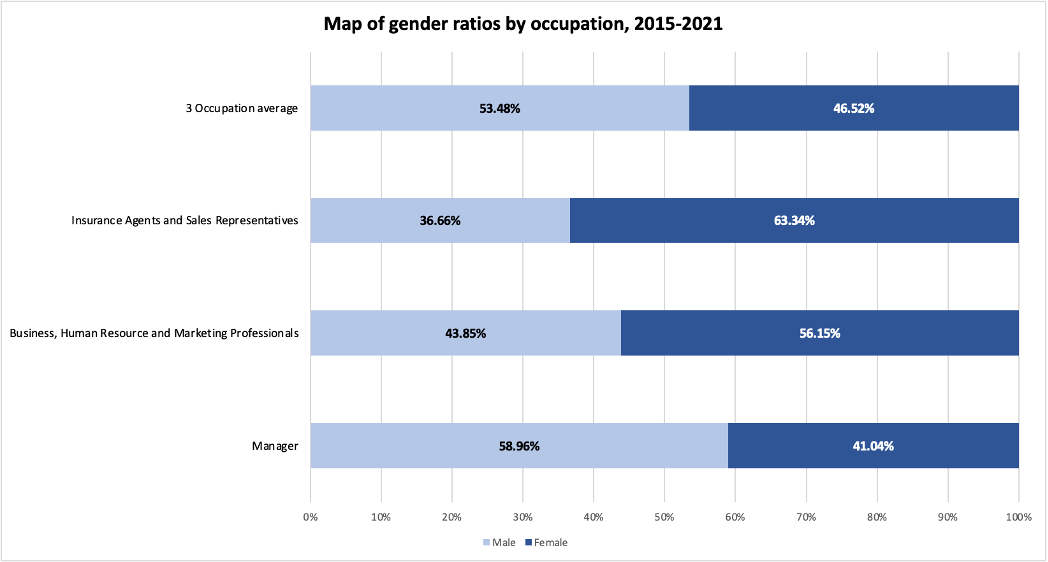 Map of gender ratios by occupation, 2015-2021
3 Occupation average
53.48%
46.52%
Insurance Agents and Sales Representatives
36.66%
63.34%
Business, Human Resource and Marketing Professionals
43.85%
56.15%
Manager
58.96%
41.04%
0% 10% 20% 30% 40% 50% 60% 70% 80% 90% 100%
Male Female